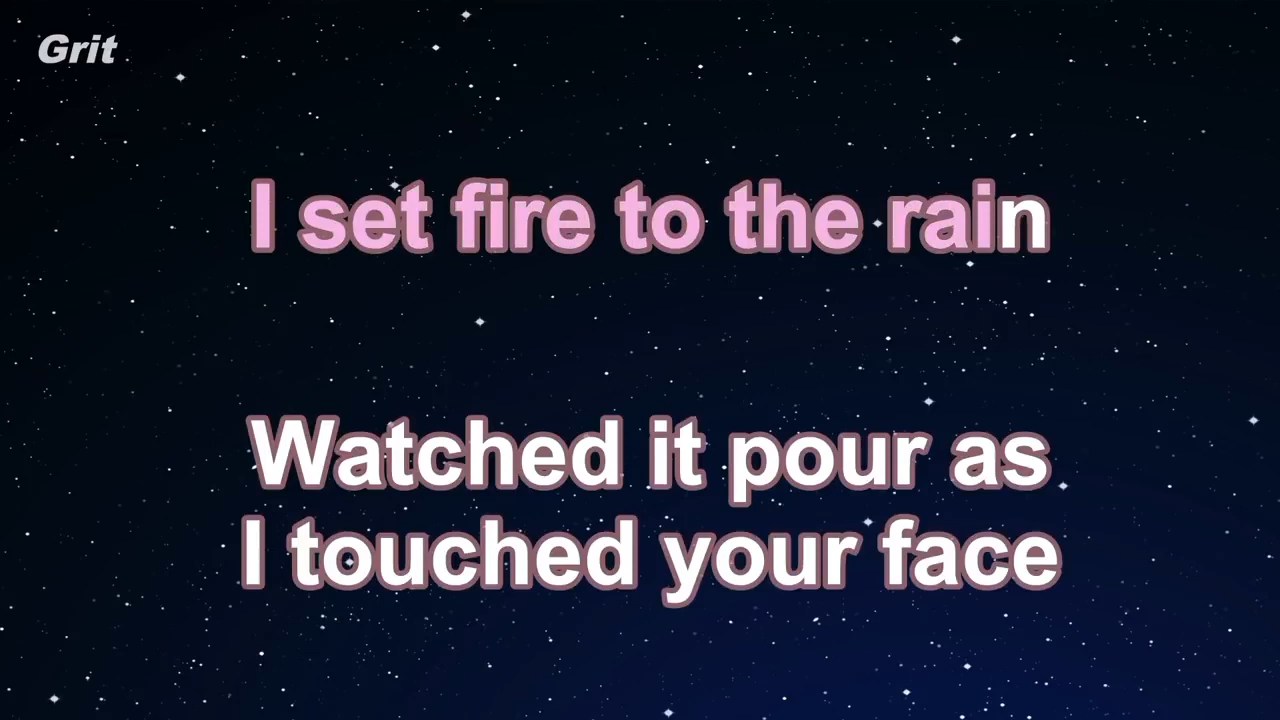 Grit
I set fire to the rain
Watched it pour as
I touched your face